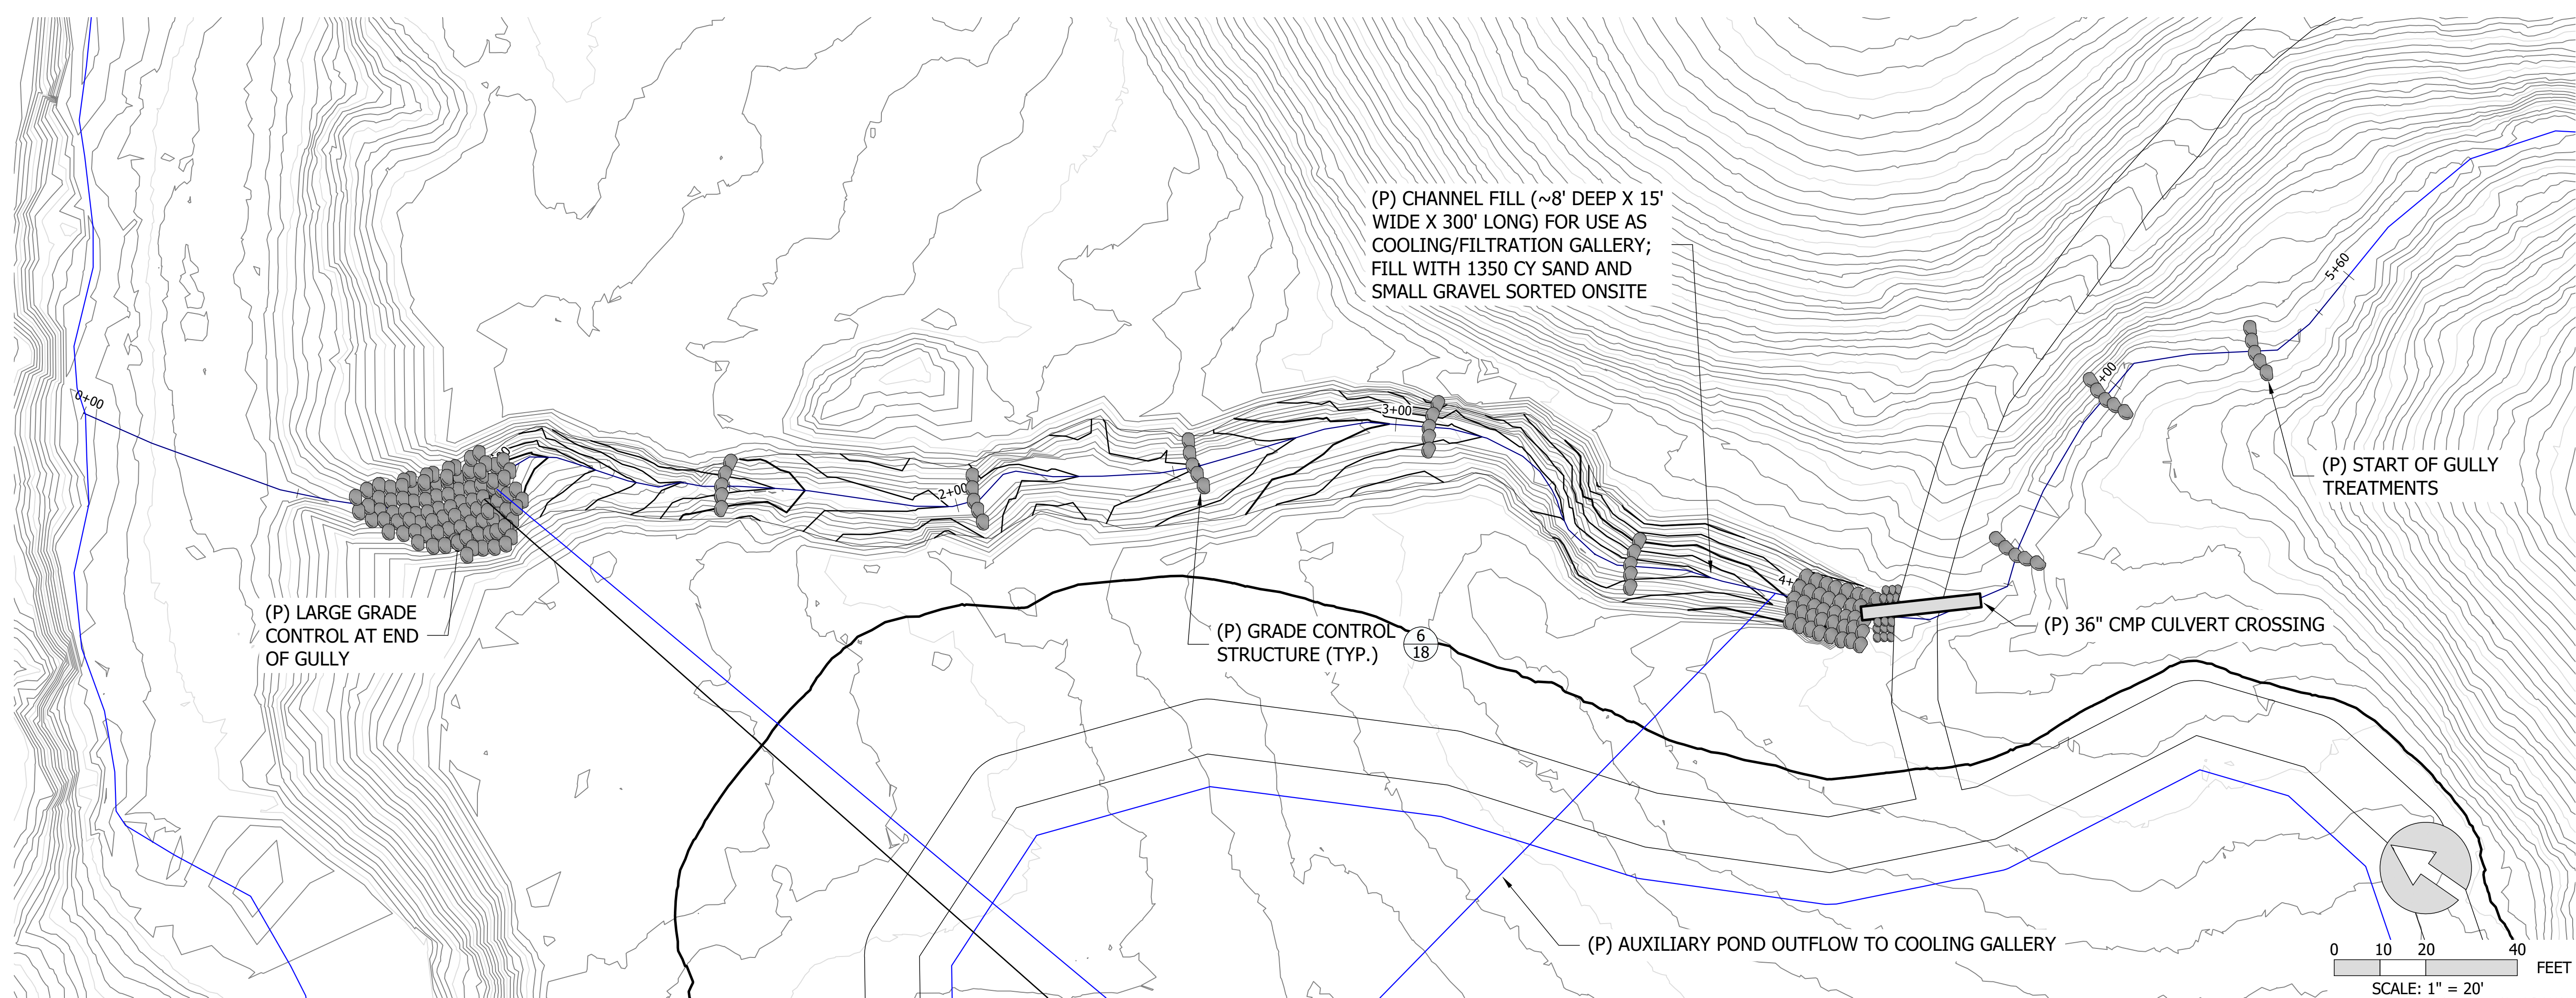 (P) CHANNEL FILL (~8' DEEP X 15'
WIDE X 300' LONG) FOR USE AS
COOLING/FILTRATION GALLERY;
FILL WITH 1350 CY SAND AND
SMALL GRAVEL SORTED ONSITE
5+60
+00
0+00
3+00
2+00
4+
(P) START OF GULLY
TREATMENTS
(P) LARGE GRADE
CONTROL AT END
OF GULLY
(P) GRADE CONTROL
STRUCTURE (TYP.)
6
18
(P) 36" CMP CULVERT CROSSING
(P) AUXILIARY POND OUTFLOW TO COOLING GALLERY
0 10 20 40
FEET
SCALE: 1" = 20'